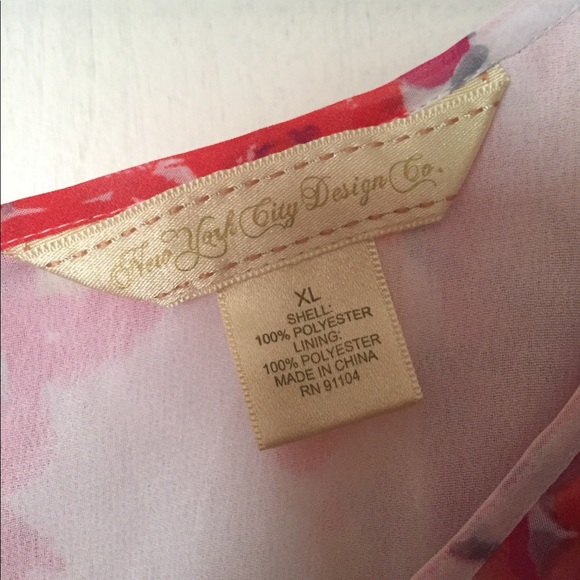 New York City Design Co.
XL
SHELL:
100% POLYESTER
LINING:
100% POLYESTER
MADE IN CHINA
RN 91104